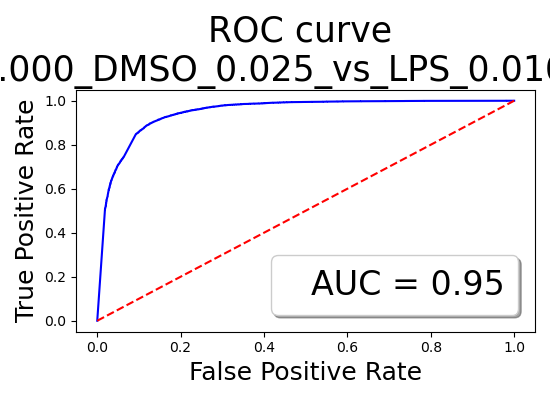 ROC curve
.000_DMSO_0.025_vs_LPS_0.010
True Positive Rate
1.0
0.8
0.6
0.4
0.2
0.0
AUC = 0.95
0.0 0.2 0.4 0.6 0.8 1.0
False Positive Rate